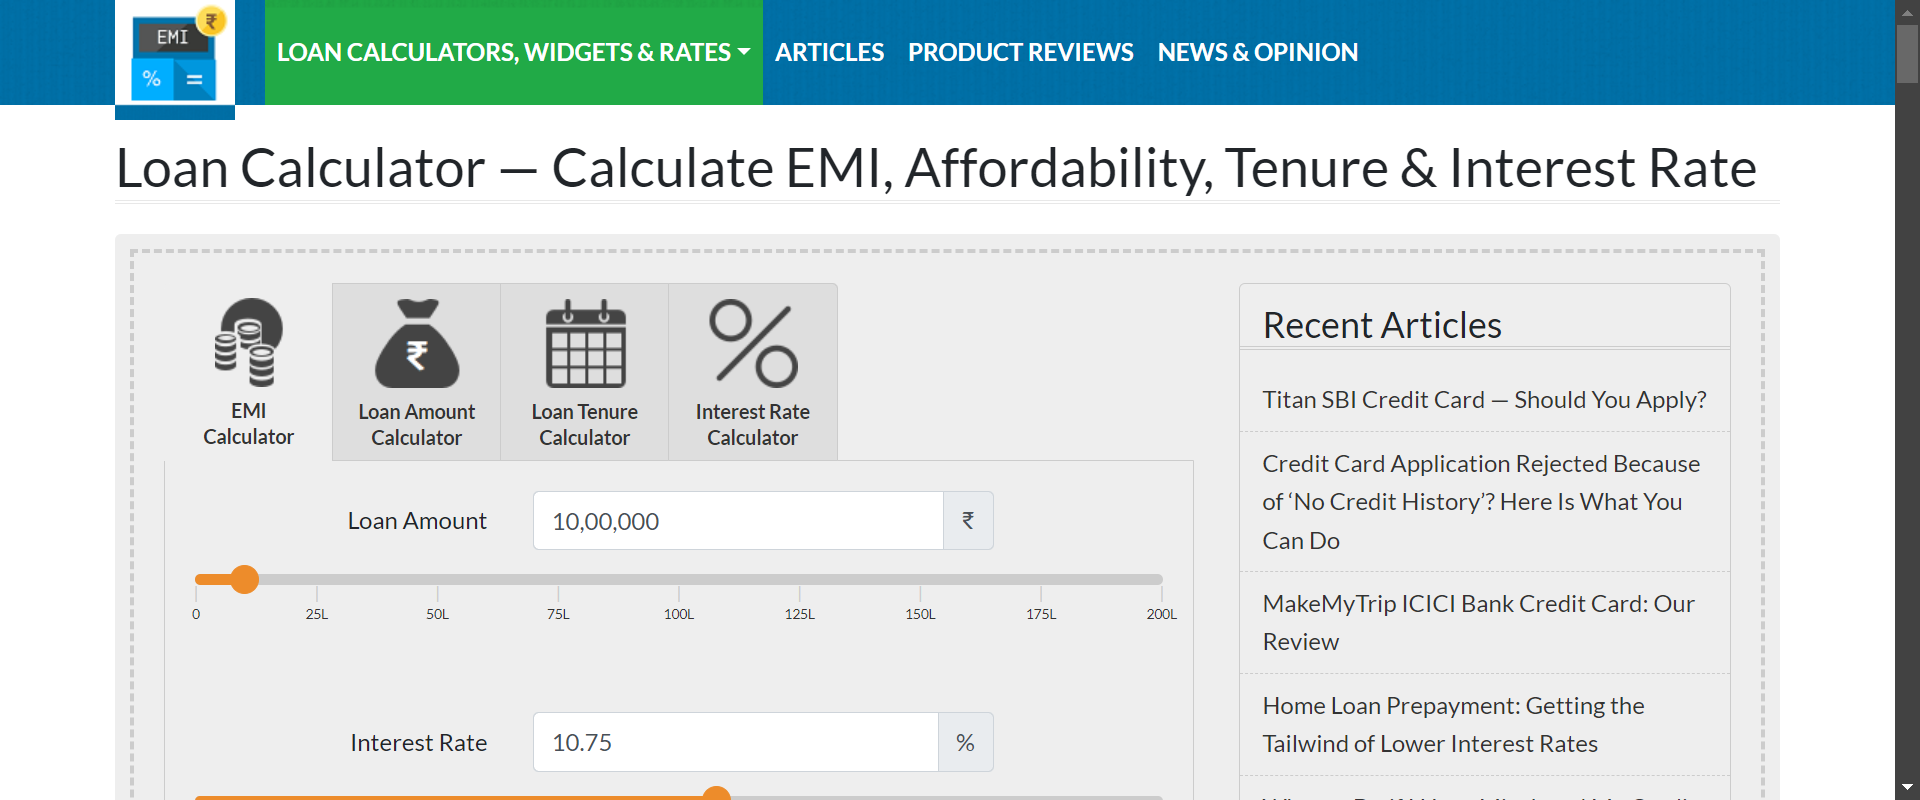 EMI
₹
%
=
LOAN CALCULATORS, WIDGETS & RATES
ARTICLES
PRODUCT REVIEWS
NEWS & OPINION
Loan Calculator — Calculate EMI, Affordability, Tenure & Interest Rate
EMI
Calculator
₹
Loan Amount
Calculator
Loan Tenure
Calculator
Interest Rate
Calculator
Loan Amount
10,00,000
₹
0
25L
50L
75L
100L
125L
150L
175L
200L
Interest Rate
10.75
%
Recent Articles
Titan SBI Credit Card — Should You Apply?
Credit Card Application Rejected Because
of ‘No Credit History’? Here Is What You
Can Do
MakeMyTrip ICICI Bank Credit Card: Our
Review
Home Loan Prepayment: Getting the
Tailwind of Lower Interest Rates